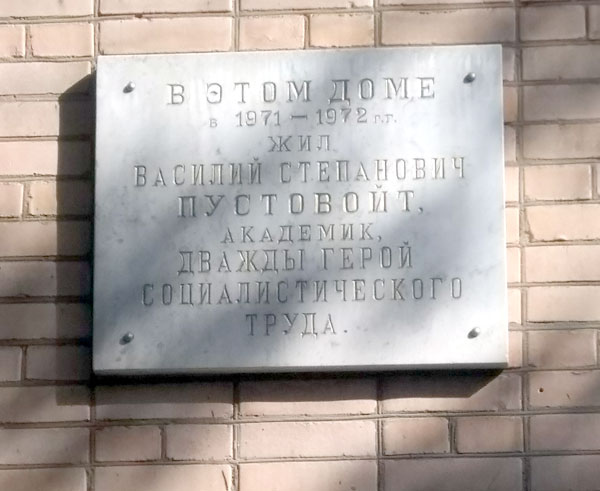 В ЭТОМ ДОМЕ
в 1971 — 1972 г.г.
ЖИЛ
ВАСИЛИЙ СТЕПАНОВИЧ
ПУСТОВОЙТ,
АКАДЕМИК,
ДВАЖДЫ ГЕРОЙ
СОЦИАЛИСТИЧЕСКОГО
ТРУДА.